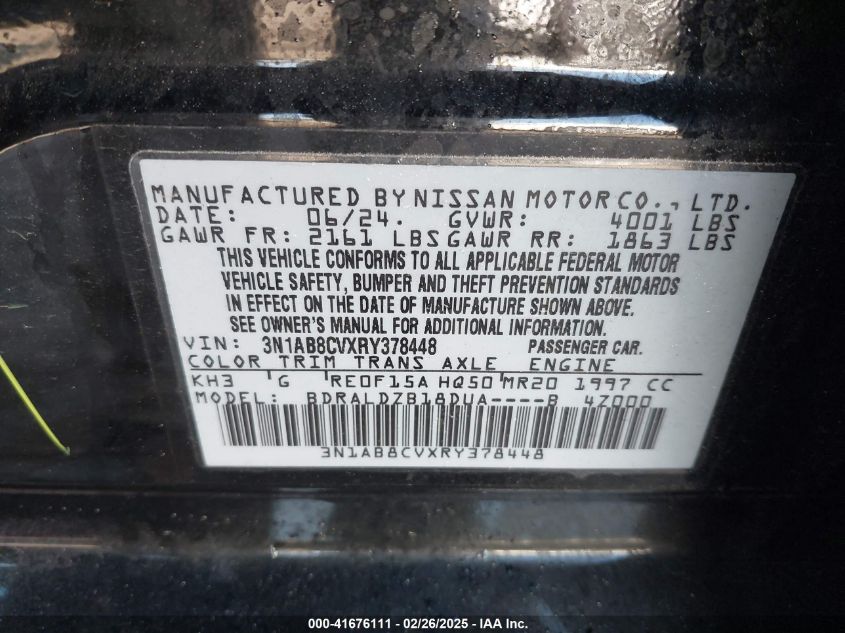 MANUFACTURED BY NISSAN MOTOR CO., LTD.
DATE: 06/24. GVWR: 4001 LBS
GAWR FR: 2161 LBS GAWR RR: 1863 LBS
THIS VEHICLE CONFORMS TO ALL APPLICABLE FEDERAL MOTOR
VEHICLE SAFETY, BUMPER AND THEFT PREVENTION STANDARDS
IN EFFECT ON THE DATE OF MANUFACTURE SHOWN ABOVE.
SEE OWNER'S MANUAL FOR ADDITIONAL INFORMATION.
VIN: 3N1AB8CVXRY378448 PASSENGER CAR.
COLOR TRIM TRANS AXLE ENGINE
KH3 G RE0F15A HQ50 MR20 1997 CC
MODEL: BDRALDZB18DUA----B 4Z000
3N1AB8CVXRY378448
000-41676111 - 02/26/2025 - IAA Inc.